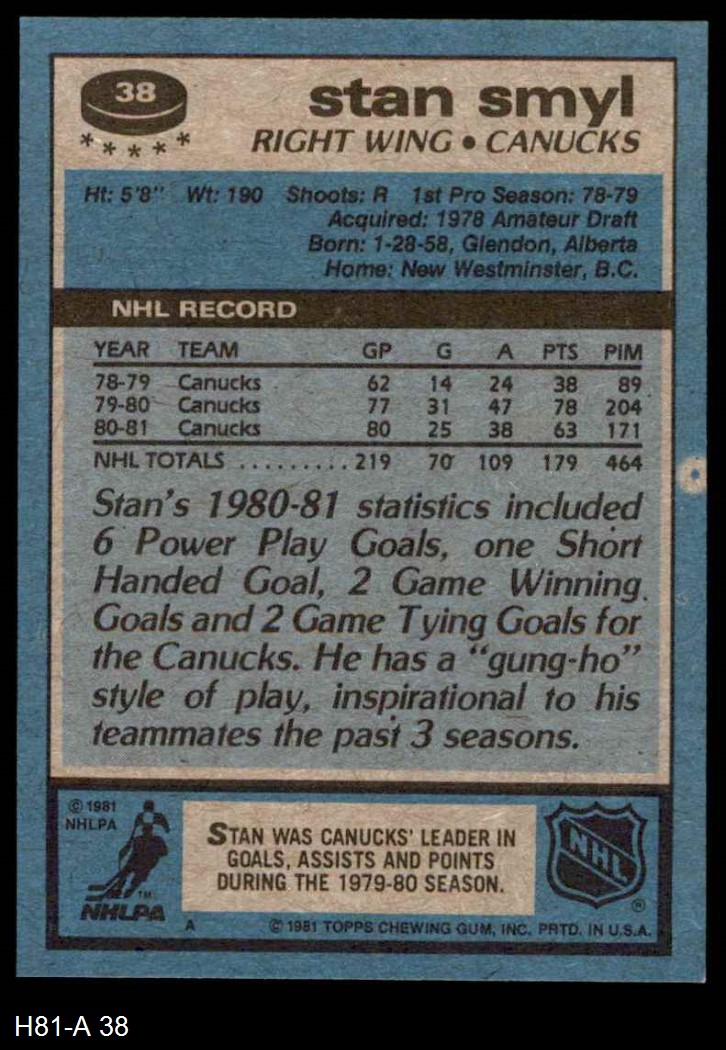 38
stan smyl
RIGHT WING • CANUCKS
Ht: 5'8" Wt: 190 Shoots: R 1st Pro Season: 78-79
Acquired: 1978 Amateur Draft
Born: 1-28-58, Glendon, Alberta
Home: New Westminster, B.C.
NHL RECORD
YEAR TEAM GP G A PTS PIM
78-79 Canucks 62 14 24 38 89
79-80 Canucks 77 31 47 78 204
80-81 Canucks 80 25 38 63 171
NHL TOTALS ......... 219 70 109 179 464
Stan's 1980-81 statistics included
6 Power Play Goals, one Short
Handed Goal, 2 Game Winning
Goals and 2 Game Tying Goals for
the Canucks. He has a "gung-ho"
style of play, inspirational to his
teammates the past 3 seasons.
© 1981
NHLPA
TM
NHLPA
STAN WAS CANUCKS' LEADER IN
GOALS, ASSISTS AND POINTS
DURING THE 1979-80 SEASON.
NHL
®
A © 1981 TOPPS CHEWING GUM, INC. PRTD. IN U.S.A.
H81-A 38